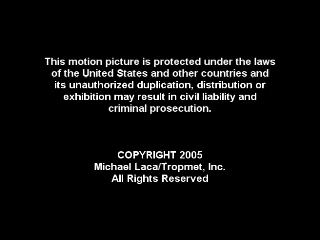 This motion picture is protected under the laws
of the United States and other countries and
its unauthorized duplication, distribution or
exhibition may result in civil liability and
criminal prosecution.
COPYRIGHT 2005
Michael Laca/Tropmet, Inc.
All Rights Reserved